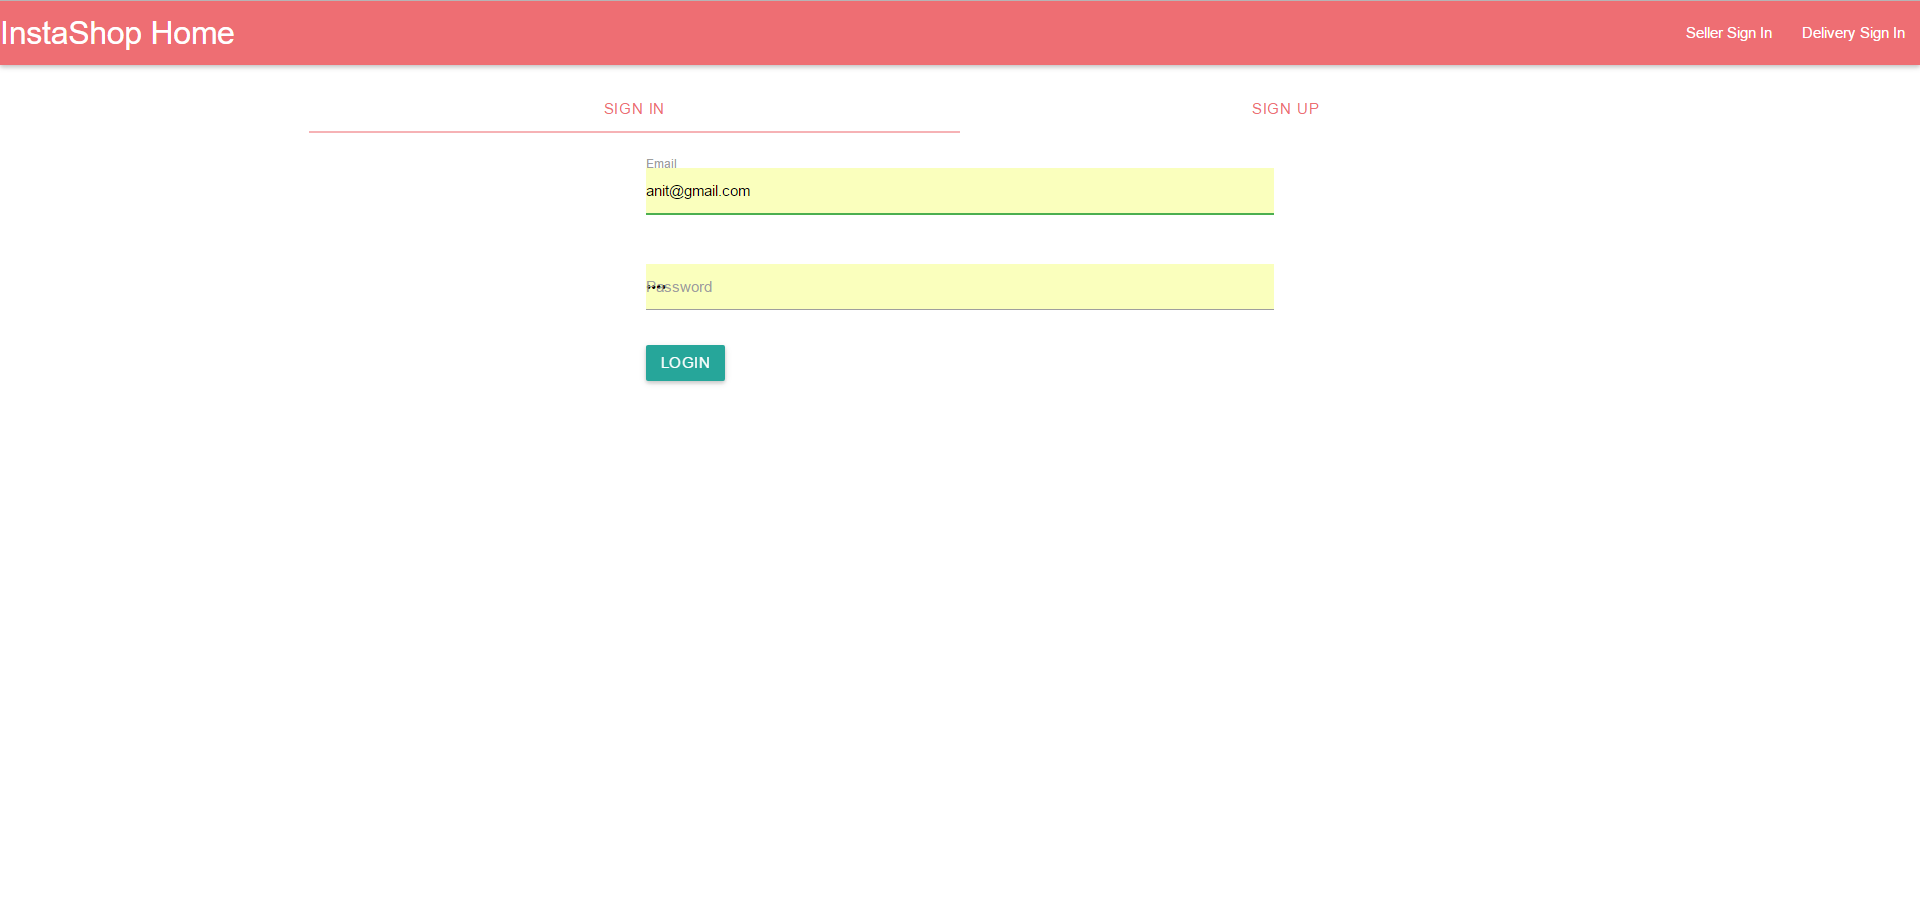 InstaShop Home
Seller Sign In
Delivery Sign In
SIGN IN
SIGN UP
Email
anit@gmail.com
Password
LOGIN